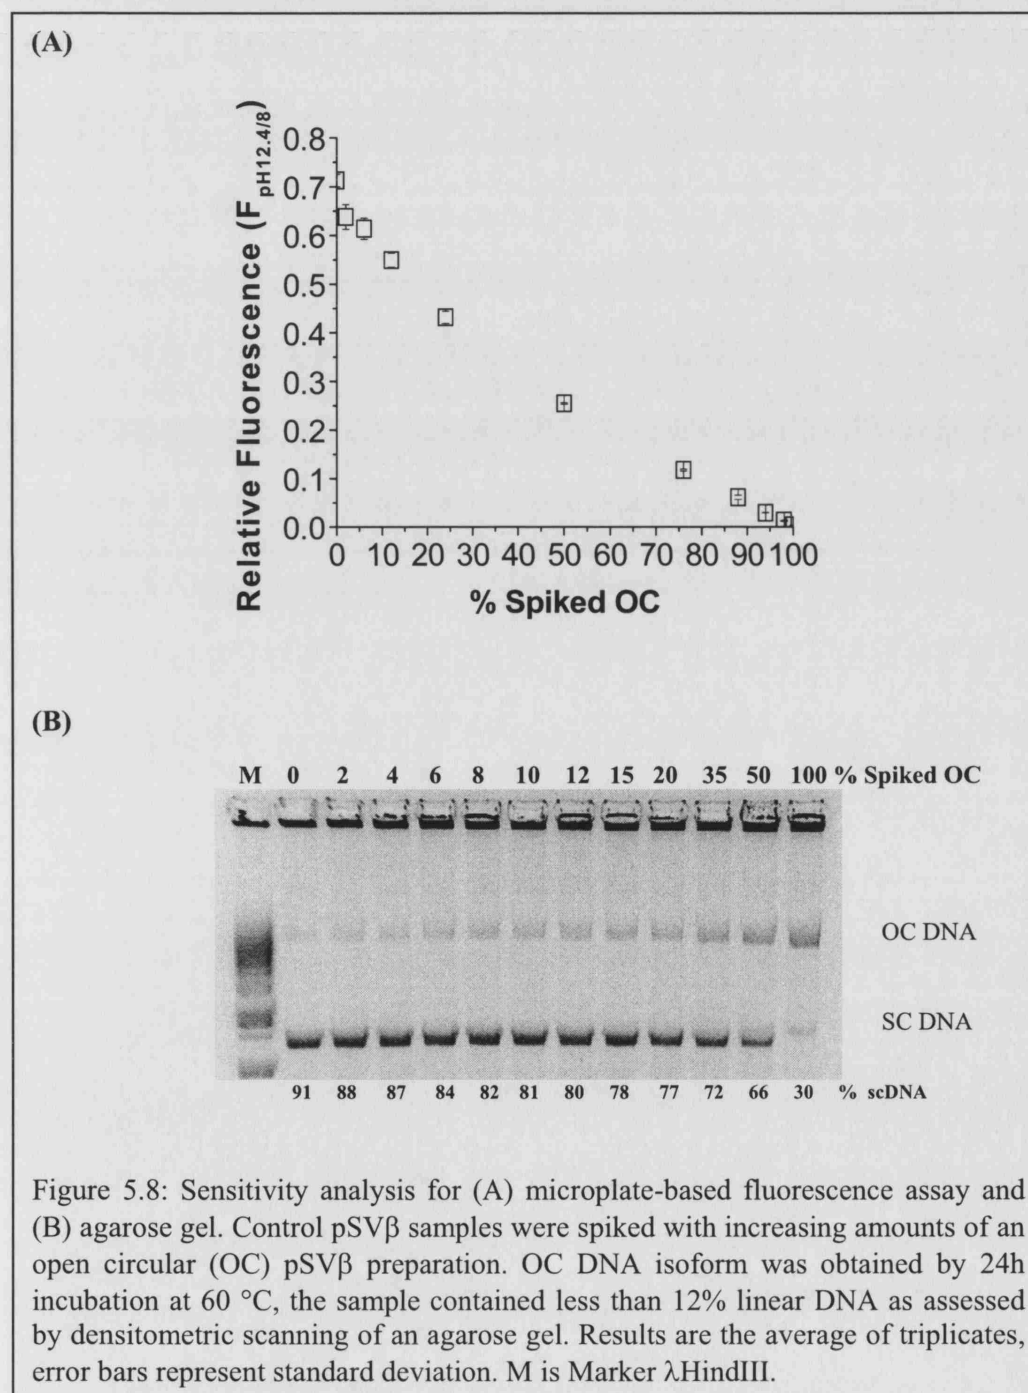 (A)
Relative Fluorescence (F pH12.4/8)
0.8
0.7
0.6
0.5
0.4
0.3
0.2
0.1
0.0
0 10 20 30 40 50 60 70 80 90 100
% Spiked OC
(B)
M 0 2 4 6 8 10 12 15 20 35 50 100 % Spiked OC
OC DNA
SC DNA
91 88 87 84 82 81 80 78 77 72 66 30 % scDNA
Figure 5.8: Sensitivity analysis for (A) microplate-based fluorescence assay and
(B) agarose gel. Control pSVβ samples were spiked with increasing amounts of an
open circular (OC) pSVβ preparation. OC DNA isoform was obtained by 24h
incubation at 60 °C, the sample contained less than 12% linear DNA as assessed
by densitometric scanning of an agarose gel. Results are the average of triplicates,
error bars represent standard deviation. M is Marker λHindIII.